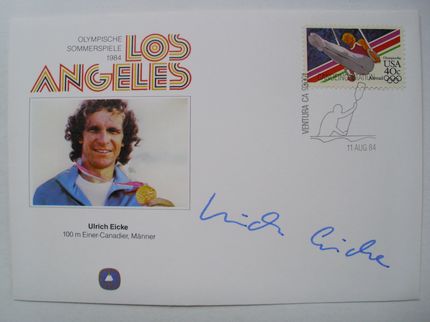 OLYMPISCHE
SOMMERSPIELE
1984
LOS
ANGELES
USA
40c
VENTURA CA 93001
11 AUG 84
Ulrich Eicke
100 m Einer-Canadier, Männer
Ulrich Eicke